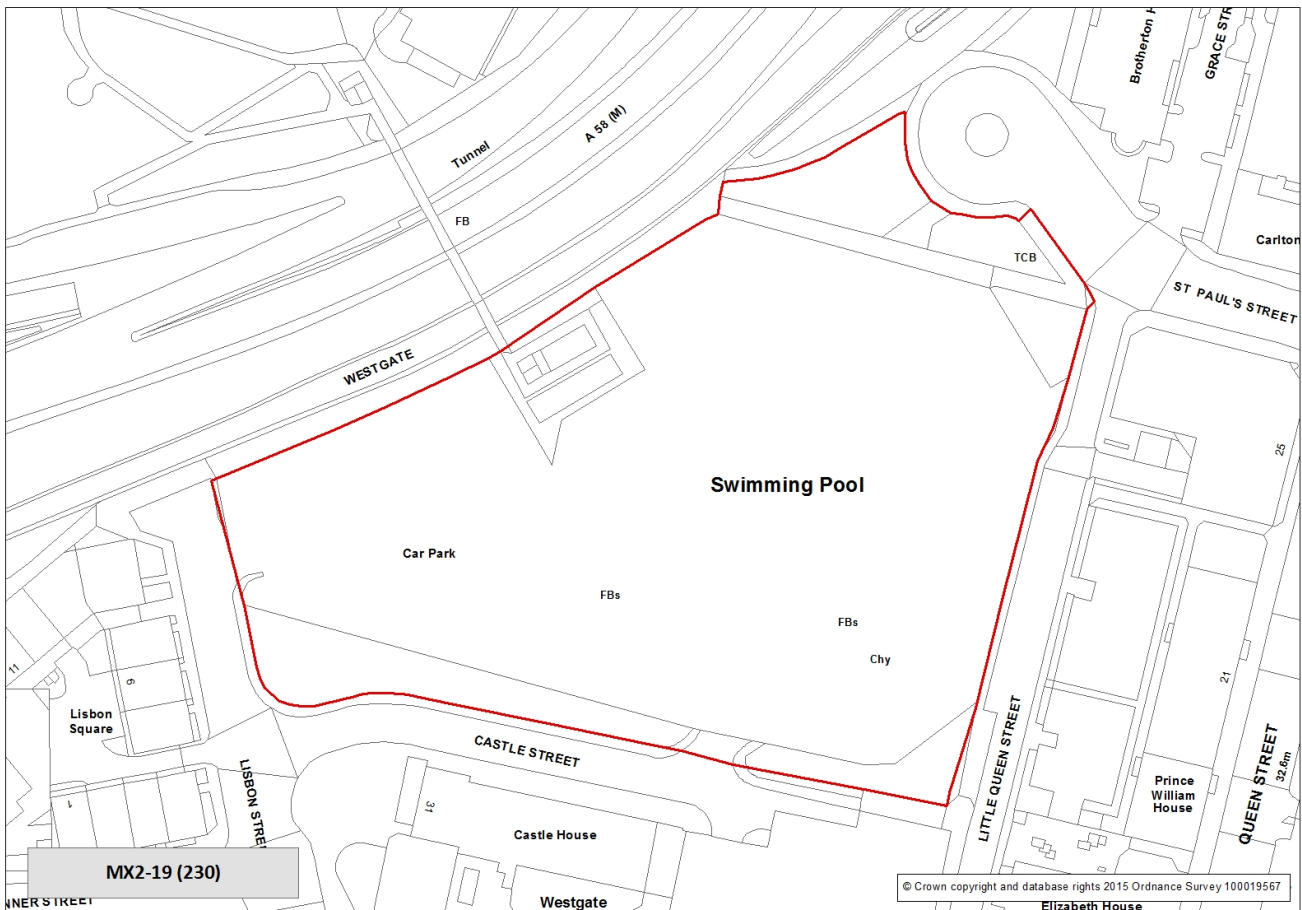 Brotherton H
GRACE STR
A 58 (M)
Tunnel
FB
Carlton
TCB
ST PAUL'S STREET
WESTGATE
25
Swimming Pool
Car Park
FBs
FBs
Chy
11
6
21
Lisbon
Square
CASTLE STREET
LISBON STRE
LITTLE QUEEN STREET
QUEEN STREET
32.6m
Prince
William
House
1
31
Castle House
MX2-19 (230)
© Crown copyright and database rights 2015 Ordnance Survey 100019567
NNER STREET
Westgate
Elizabeth House